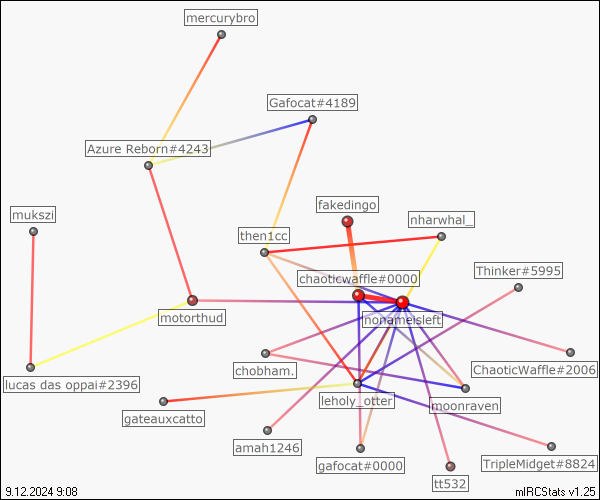 mercurybro
Gafocat#4189
Azure Reborn#4243
fakedingo
mukszi
nharwhal_
then1cc
chaoticwaffle#0000
Thinker#5995
motorthud
nonameisleft
chobham.
ChaoticWaffle#2006
lucas das oppai#2396
leholy_otter
moonraven
gateauxcatto
amah1246
gafocat#0000
TripleMidget#8824
tt532
9.12.2024 9:08
mIRCStats v1.25